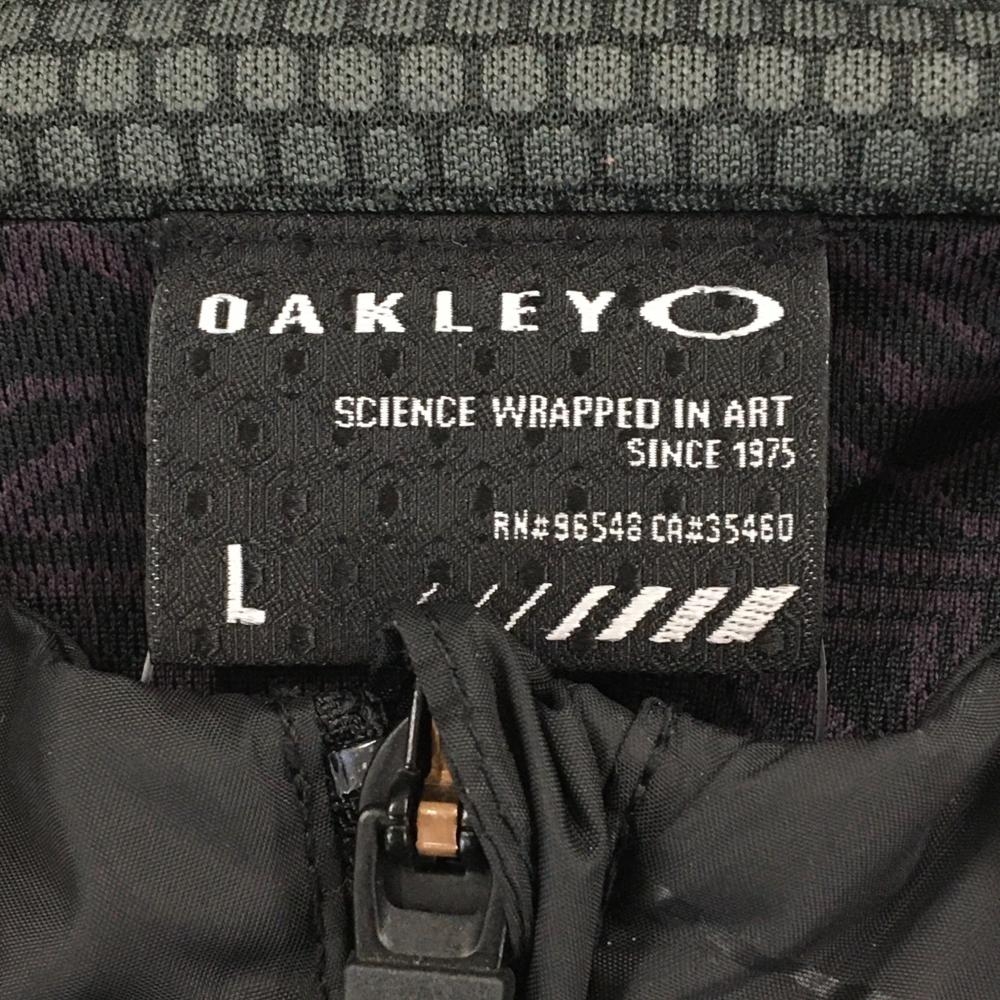 OAKLEY
SCIENCE WRAPPED IN ART
SINCE 1975
RN#96548 CA#35460
L